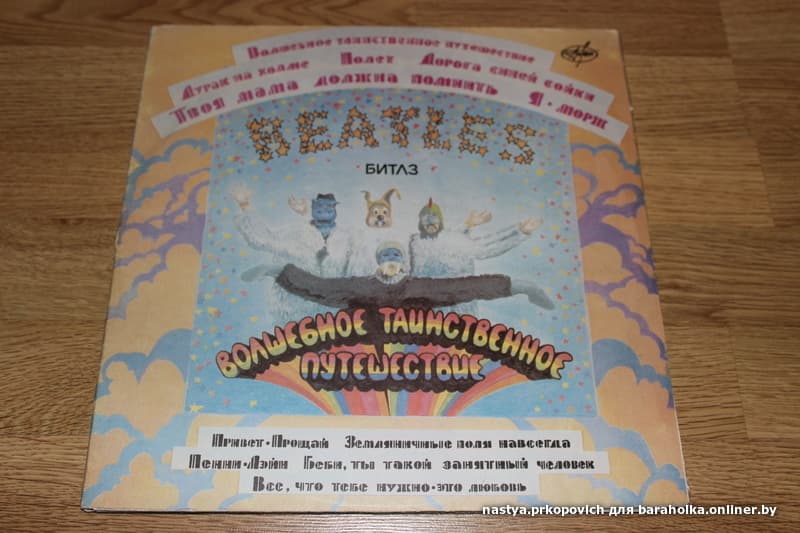 Волшебное таинственное путешествие
Дурак на холме Полет Дорога синей сойки
Твоя мама должна помнить Я - морж
BEATLES
БИТЛЗ
ВОЛШЕБНОЕ ТАИНСТВЕННОЕ
ПУТЕШЕСТВИЕ
Привет-Прощай Земляничные поля навсегда
Пенни-Лэйн Беби, ты такой занятный человек
Все, что тебе нужно-это любовь
nastya.prkopovich-для-baraholka.onliner.by